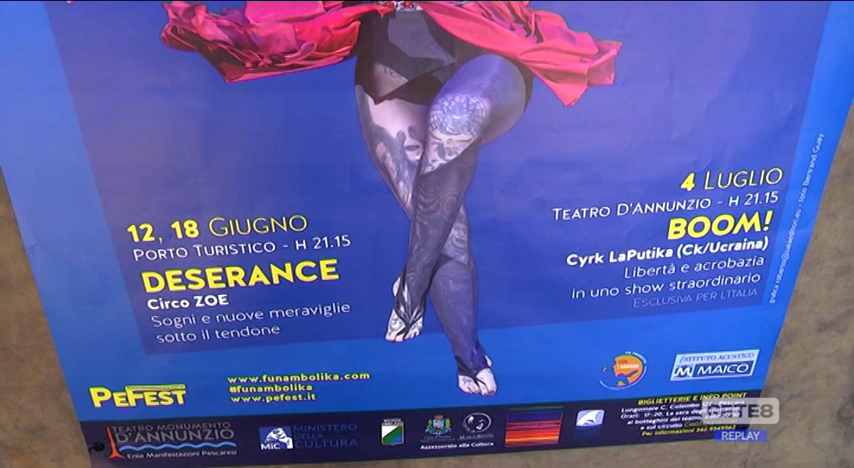 12, 18 GIUGNO
PORTO TURISTICO - H 21.15
DESERANCE
Circo ZOE
Sogni e nuove meraviglie
sotto il tendone
4 LUGLIO
TEATRO D'ANNUNZIO - H 21.15
BOOM!
Cyrk LaPutika (Ck/Ucraina)
Libertà e acrobazia
in uno show straordinario
ESCLUSIVA PER L'ITALIA
PEFEST
www.funambolika.com
#funambolika
www.pefest.it
ISTITUTO ACUSTICO
MAICO
TEATRO MONUMENTO
D'ANNUNZIO
Ente Manifestazioni Pescaresi
MiC
MINISTERO
DELLA
CULTURA
Assessorato alla Cultura
BIGLIETTERIE E INFO POINT
Lungomare C. Colombo
RETE8
REPLAY